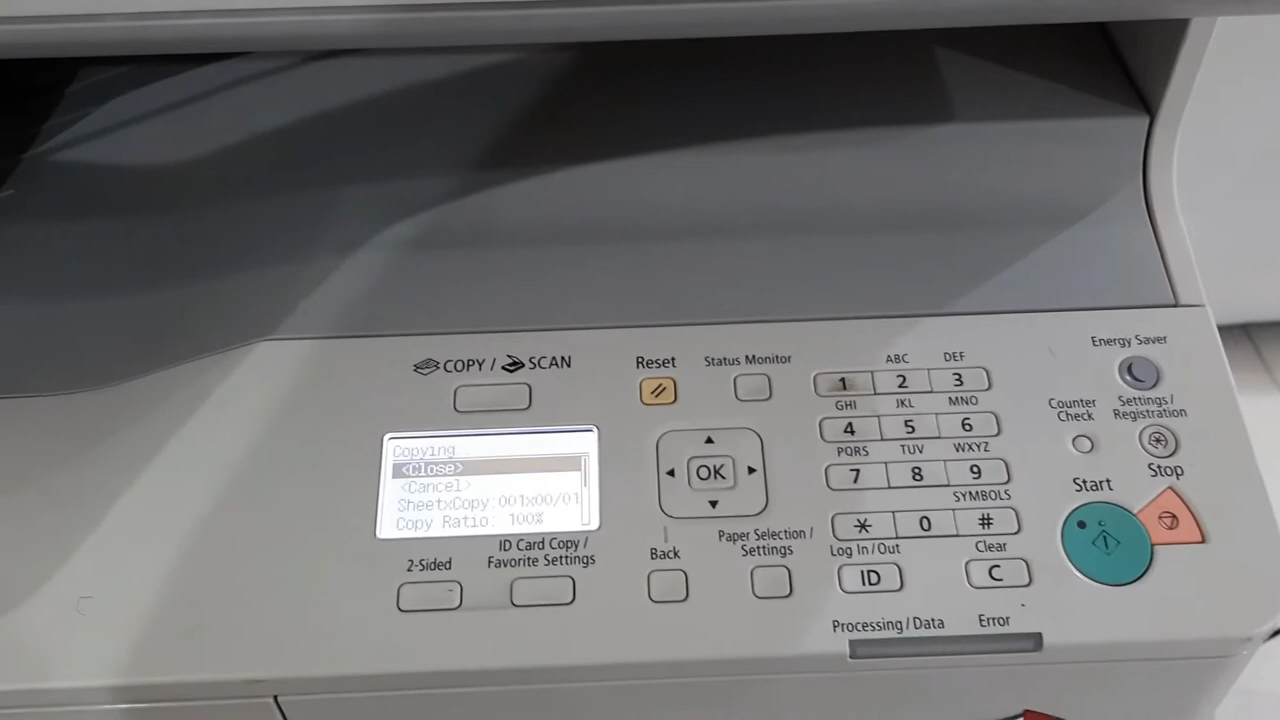 COPY / SCAN
Reset
Status Monitor
Energy Saver
Counter Check
Settings / Registration
Copying..
<Close>
<Cancel>
SheetxCopy:001x00/01
Copy Ratio: 100%
OK
1
ABC
2
DEF
3
GHI
4
JKL
5
MNO
6
PQRS
7
TUV
8
WXYZ
9
SYMBOLS
*
0
#
Stop
Start
2-Sided
ID Card Copy /
Favorite Settings
Back
Paper Selection /
Settings
Log In / Out
ID
Clear
C
Processing / Data
Error